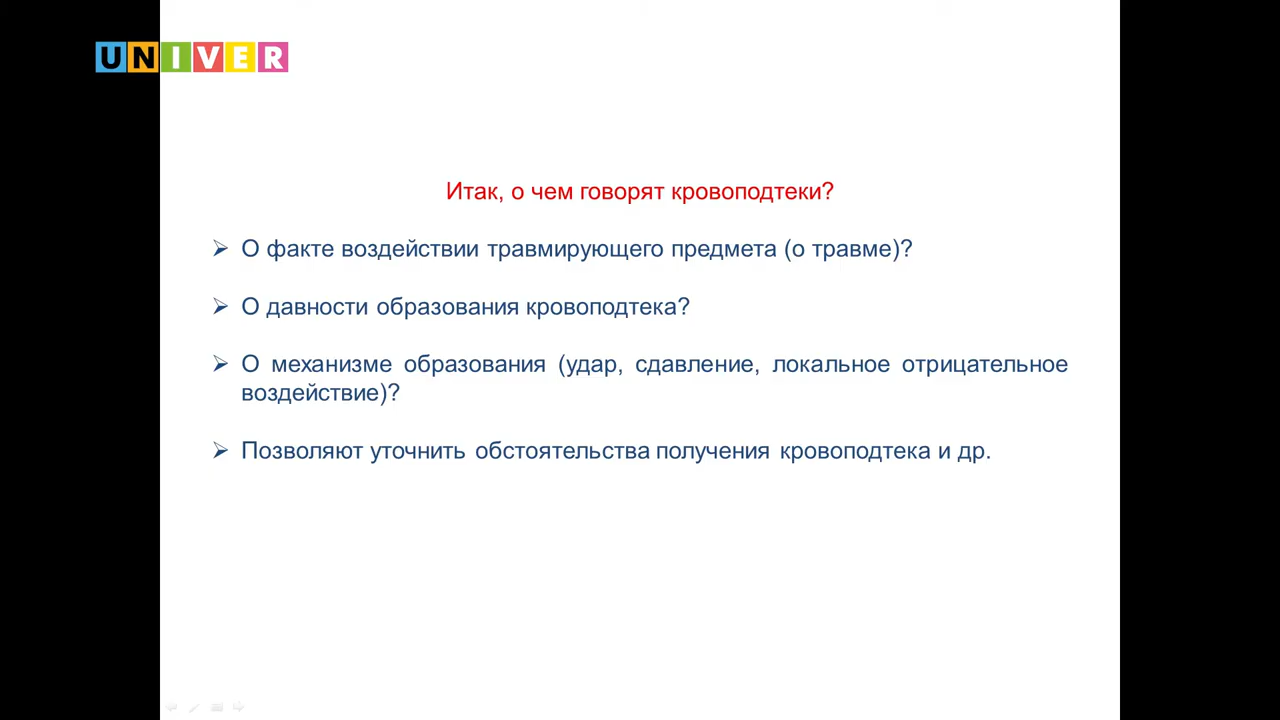 UNIVER
Итак, о чем говорят кровоподтеки?
О факте воздействии травмирующего предмета (о травме)?
О давности образования кровоподтека?
О механизме образования (удар, сдавление, локальное отрицательное
воздействие)?
Позволяют уточнить обстоятельства получения кровоподтека и др.